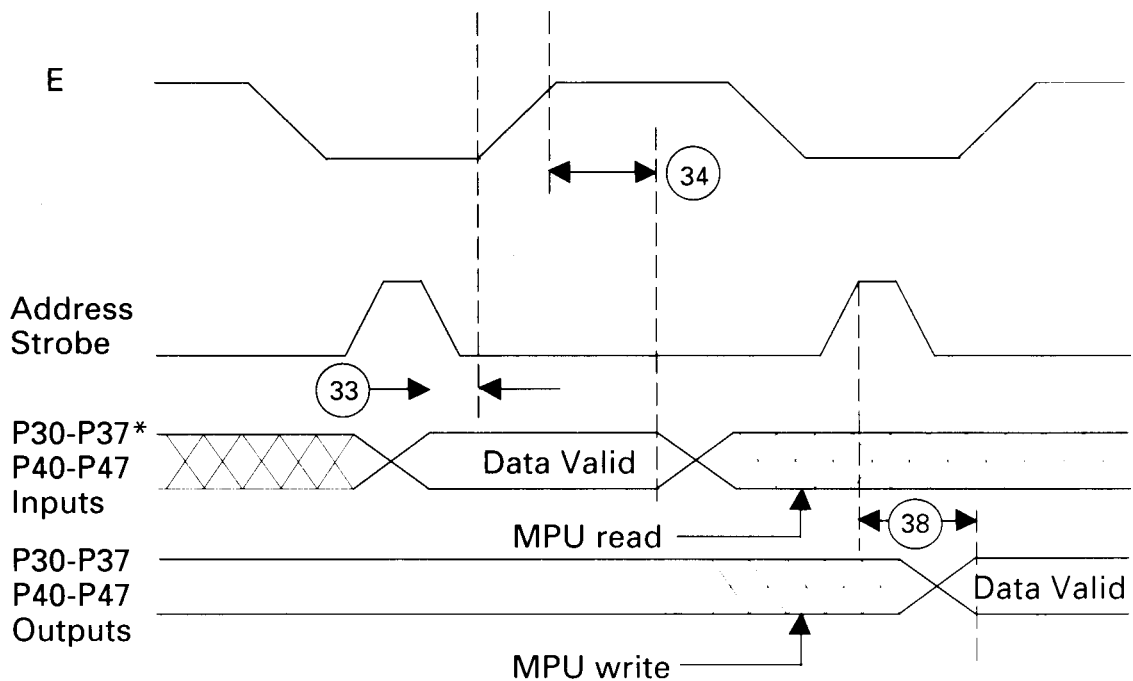 E
34
Address
Strobe
33
P30-P37*
P40-P47
Inputs
Data Valid
MPU read
38
P30-P37
P40-P47
Outputs
Data Valid
MPU write